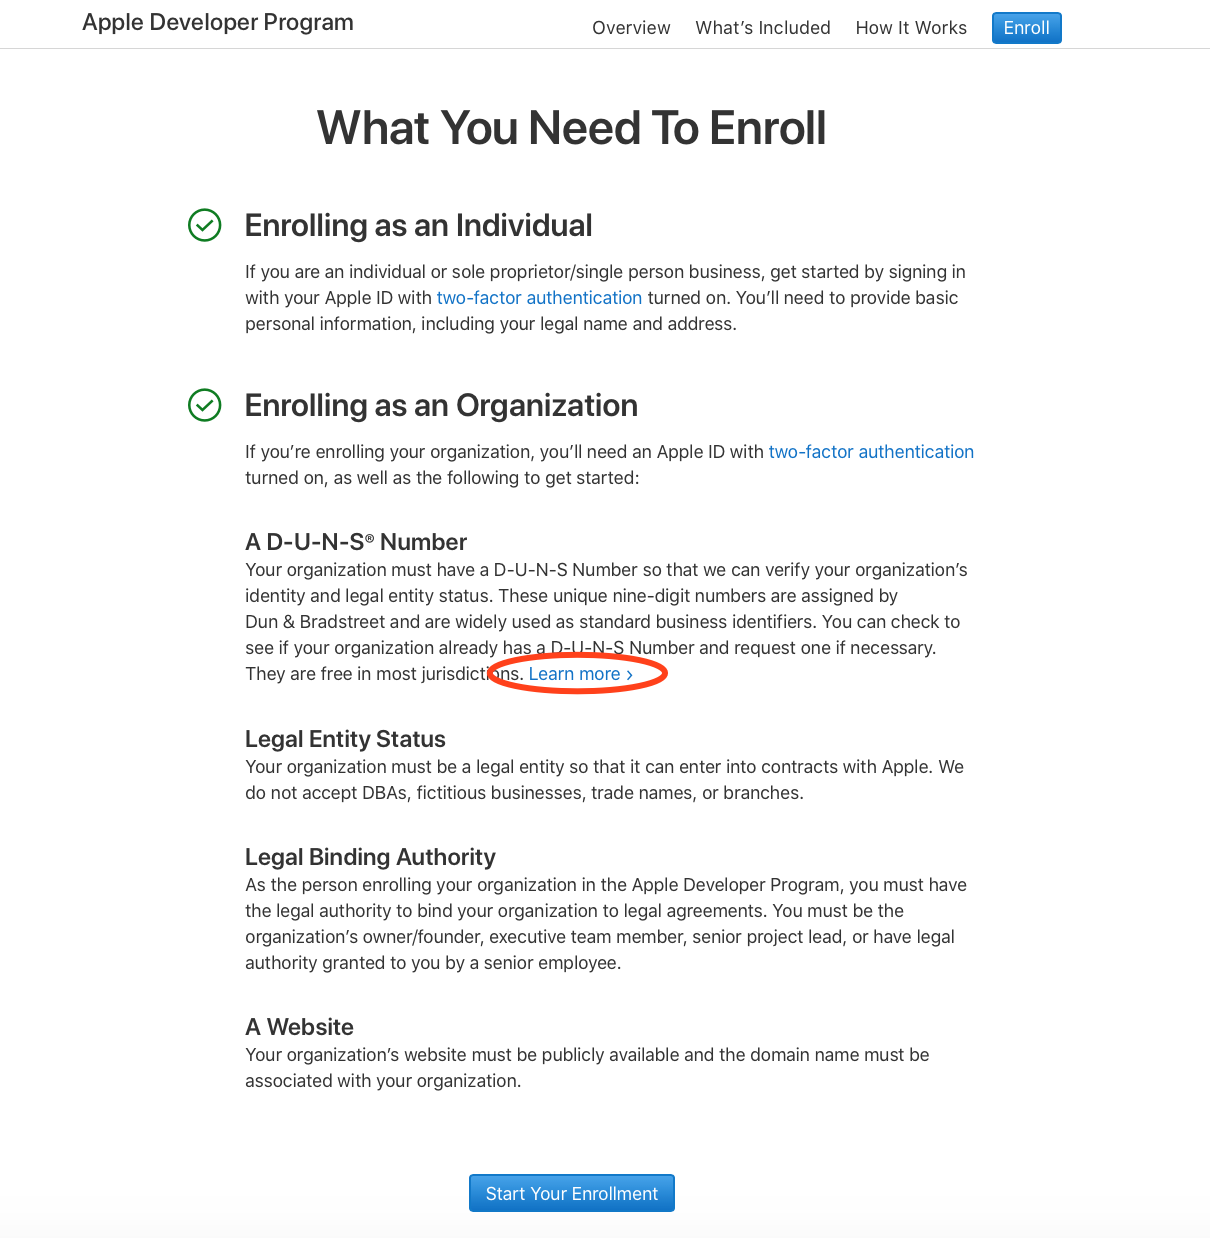 Apple Developer Program
Overview What’s Included How It Works Enroll
What You Need To Enroll
Enrolling as an Individual
If you are an individual or sole proprietor/single person business, get started by signing in
with your Apple ID with two-factor authentication turned on. You’ll need to provide basic
personal information, including your legal name and address.
Enrolling as an Organization
If you’re enrolling your organization, you’ll need an Apple ID with two-factor authentication
turned on, as well as the following to get started:
A D-U-N-S® Number
Your organization must have a D-U-N-S Number so that we can verify your organization’s
identity and legal entity status. These unique nine-digit numbers are assigned by
Dun & Bradstreet and are widely used as standard business identifiers. You can check to
see if your organization already has a D-U-N-S Number and request one if necessary.
They are free in most jurisdictions. Learn more ›
Legal Entity Status
Your organization must be a legal entity so that it can enter into contracts with Apple. We
do not accept DBAs, fictitious businesses, trade names, or branches.
Legal Binding Authority
As the person enrolling your organization in the Apple Developer Program, you must have
the legal authority to bind your organization to legal agreements. You must be the
organization’s owner/founder, executive team member, senior project lead, or have legal
authority granted to you by a senior employee.
A Website
Your organization’s website must be publicly available and the domain name must be
associated with your organization.
Start Your Enrollment